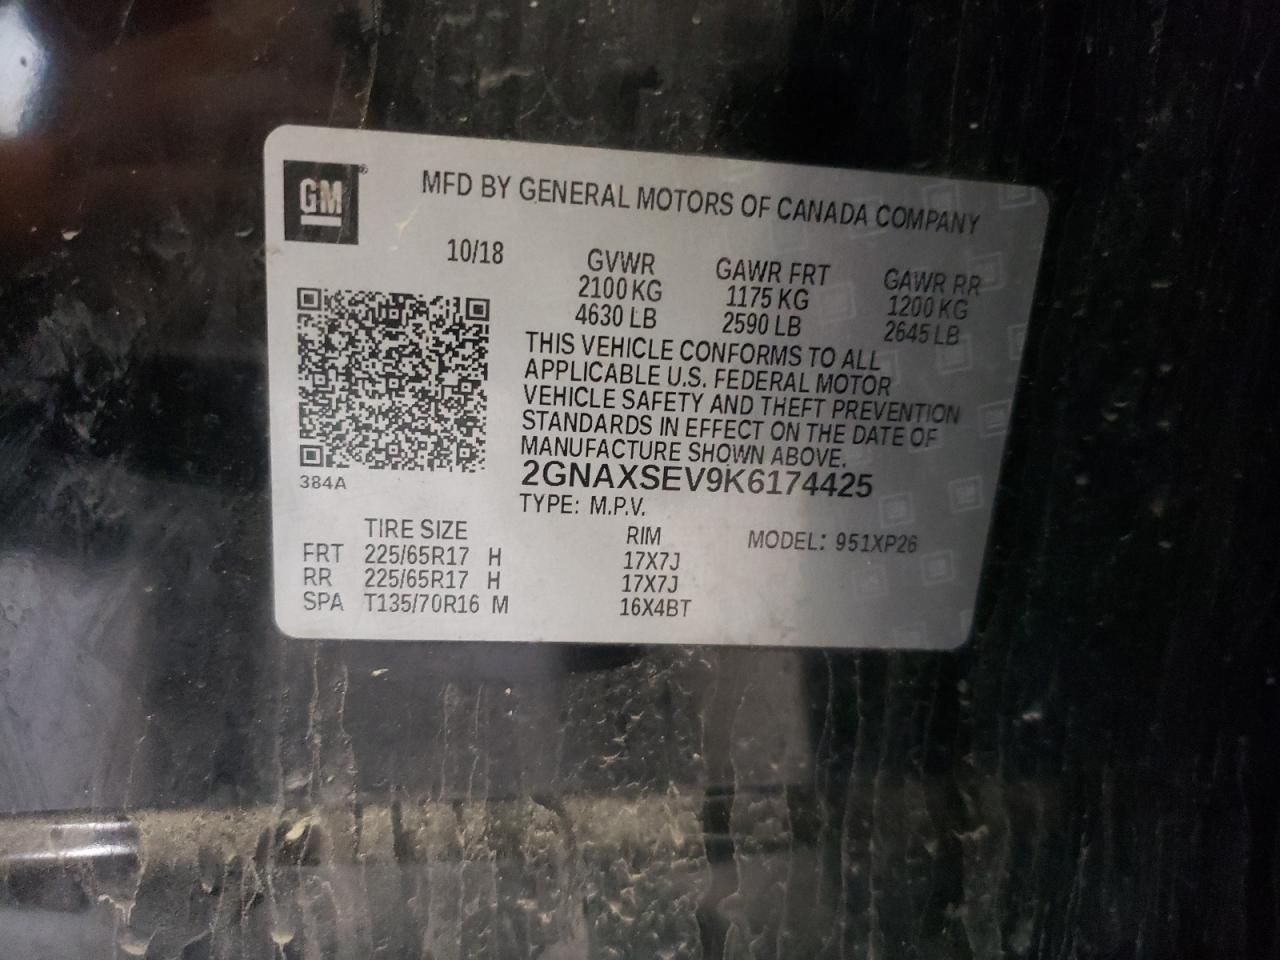 GM
MFD BY GENERAL MOTORS OF CANADA COMPANY
10/18
GVWR GAWR FRT GAWR RR
2100 KG 1175 KG 1200 KG
4630 LB 2590 LB 2645 LB
THIS VEHICLE CONFORMS TO ALL
APPLICABLE U.S. FEDERAL MOTOR
VEHICLE SAFETY AND THEFT PREVENTION
STANDARDS IN EFFECT ON THE DATE OF
MANUFACTURE SHOWN ABOVE.
384A
2GNAXSEV9K6174425
TYPE: M.P.V.
TIRE SIZE RIM MODEL: 951XP26
FRT 225/65R17 H 17X7J
RR 225/65R17 H 17X7J
SPA T135/70R16 M 16X4BT